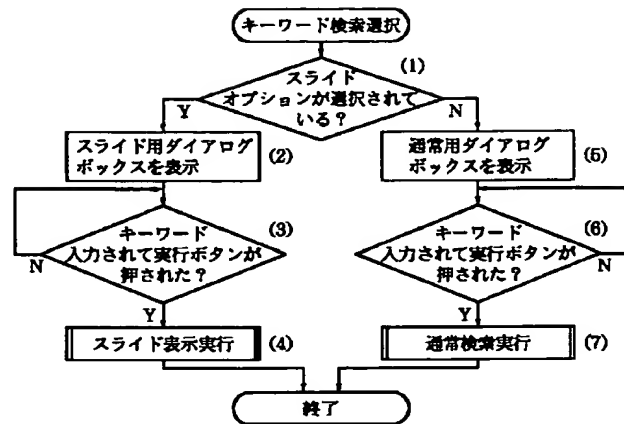 キーワード検索選択
(1)
スライド
オプションが選択されて
いる?
Y
N
スライド用ダイアログ
ボックスを表示
(2)
通常用ダイアログ
ボックスを表示
(5)
キーワード
入力されて実行ボタンが
押された?
(3)
N
Y
キーワード
入力されて実行ボタンが
押された?
(6)
N
Y
スライド表示実行
(4)
通常検索実行
(7)
終了